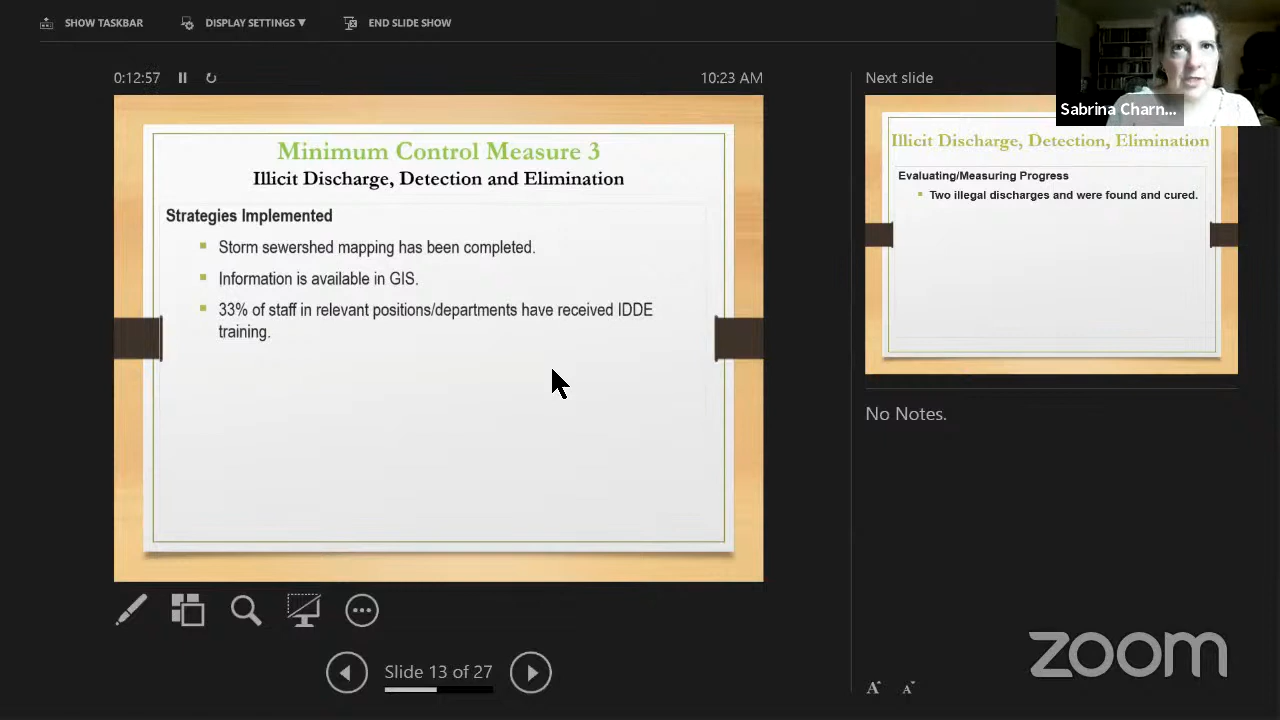 SHOW TASKBAR
DISPLAY SETTINGS ▼
END SLIDE SHOW
0:12:57
10:23 AM
Minimum Control Measure 3
Illicit Discharge, Detection and Elimination
Strategies Implemented
Storm sewershed mapping has been completed.
Information is available in GIS.
33% of staff in relevant positions/departments have received IDDE
training.
Slide 13 of 27
Next slide
Sabrina Charn...
Illicit Discharge, Detection, Elimination
Evaluating/Measuring Progress
Two illegal discharges and were found and cured.
No Notes.
A A
zoom